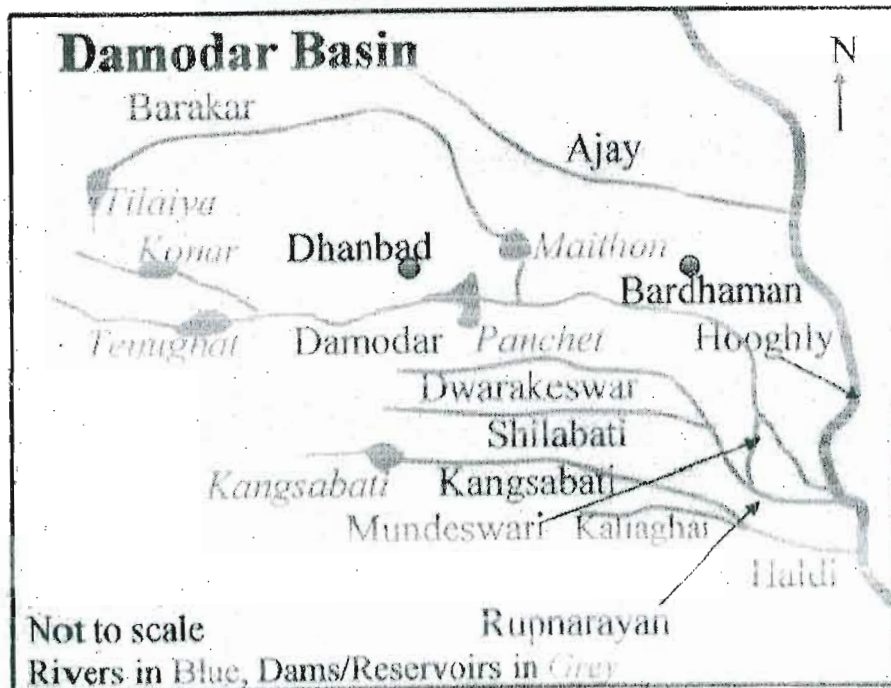 Damodar Basin
N
Barakar
Ajay
Tilaiya
Konar
Dhanbad
Maithon
Bardhaman
Tenughat
Damodar
Panchet
Hooghly
Dwarakeswar
Shilabati
Kangsabati
Kangsabati
Mundeswari
Kaliaghai
Haldi
Rupnarayan
Not to scale
Rivers in Blue, Dams/Reservoirs in Grey